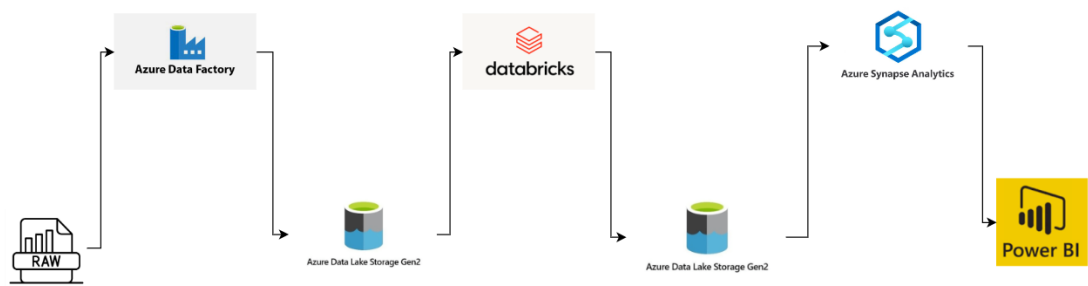 Azure Data Factory
databricks
Azure Synapse Analytics
RAW
Azure Data Lake Storage Gen2
Azure Data Lake Storage Gen2
Power BI